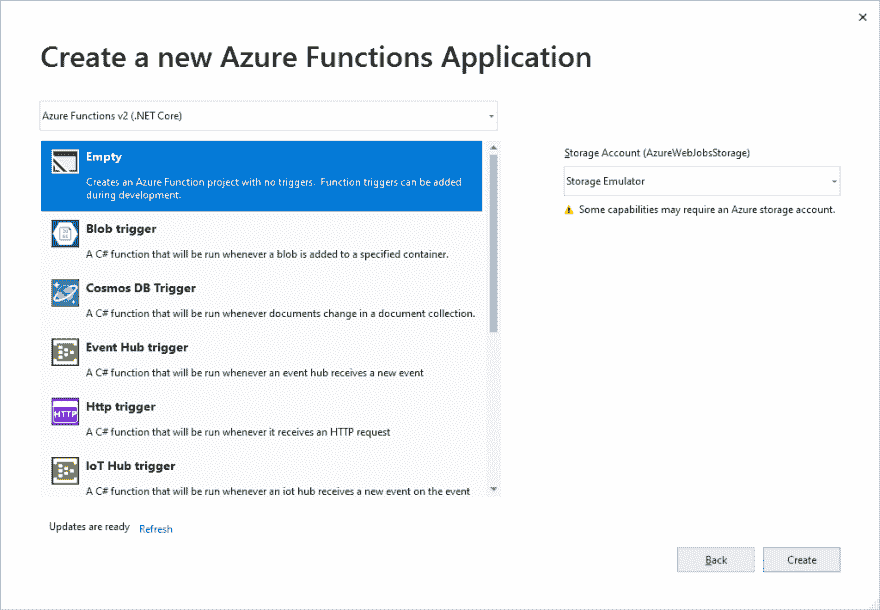 Create a new Azure Functions Application
Azure Functions v2 (.NET Core)
Empty
Creates an Azure Function project with no triggers. Function triggers can be added
during development.
Blob trigger
A C# function that will be run whenever a blob is added to a specified container.
Cosmos DB Trigger
A C# function that will be run whenever documents change in a document collection.
Event Hub trigger
A C# function that will be run whenever an event hub receives a new event
HTTP
Http trigger
A C# function that will be run whenever it receives an HTTP request
IoT Hub trigger
A C# function that will be run whenever an iot hub receives a new event on the event
Storage Account (AzureWebJobsStorage)
Storage Emulator
Some capabilities may require an Azure storage account.
Updates are ready Refresh
Back Create